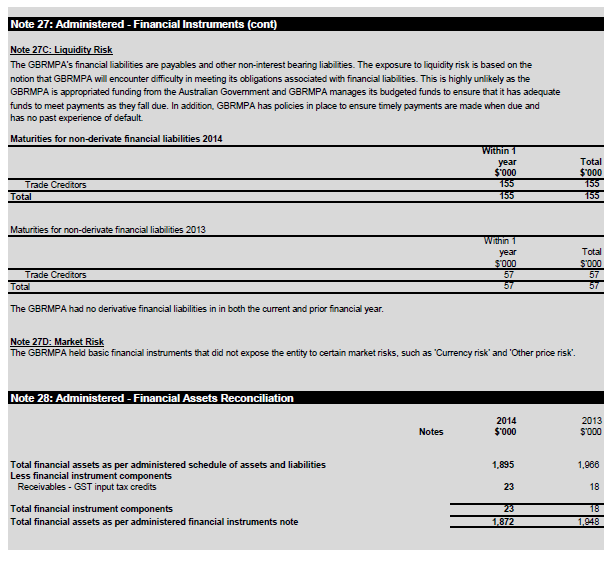 Note 27: Administered - Financial Instruments (cont)
Note 27C: Liquidity Risk
The GBRMPA's financial liabilities are payables and other non-interest bearing liabilities. The exposure to liquidity risk is based on the
notion that GBRMPA will encounter difficulty in meeting its obligations associated with financial liabilities. This is highly unlikely as the
GBRMPA is appropriated funding from the Australian Government and GBRMPA manages its budgeted funds to ensure that it has adequate
funds to meet payments as they fall due. In addition, GBRMPA has policies in place to ensure timely payments are made when due and
has no past experience of default.
Maturities for non-derivate financial liabilities 2014
Within 1
year Total
$'000 $'000
Trade Creditors 155 155
Total 155 155
Maturities for non-derivate financial liabilities 2013
Within 1
year Total
$'000 $'000
Trade Creditors 57 57
Total 57 57
The GBRMPA had no derivative financial liabilities in in both the current and prior financial year.
Note 27D: Market Risk
The GBRMPA held basic financial instruments that did not expose the entity to certain market risks, such as 'Currency risk' and 'Other price risk'.
Note 28: Administered - Financial Assets Reconciliation
2014 2013
Notes $'000 $'000
Total financial assets as per administered schedule of assets and liabilities 1,895 1,966
Less financial instrument components
Receivables - GST input tax credits 23 18
Total financial instrument components 23 18
Total financial assets as per administered financial instruments note 1,872 1,948